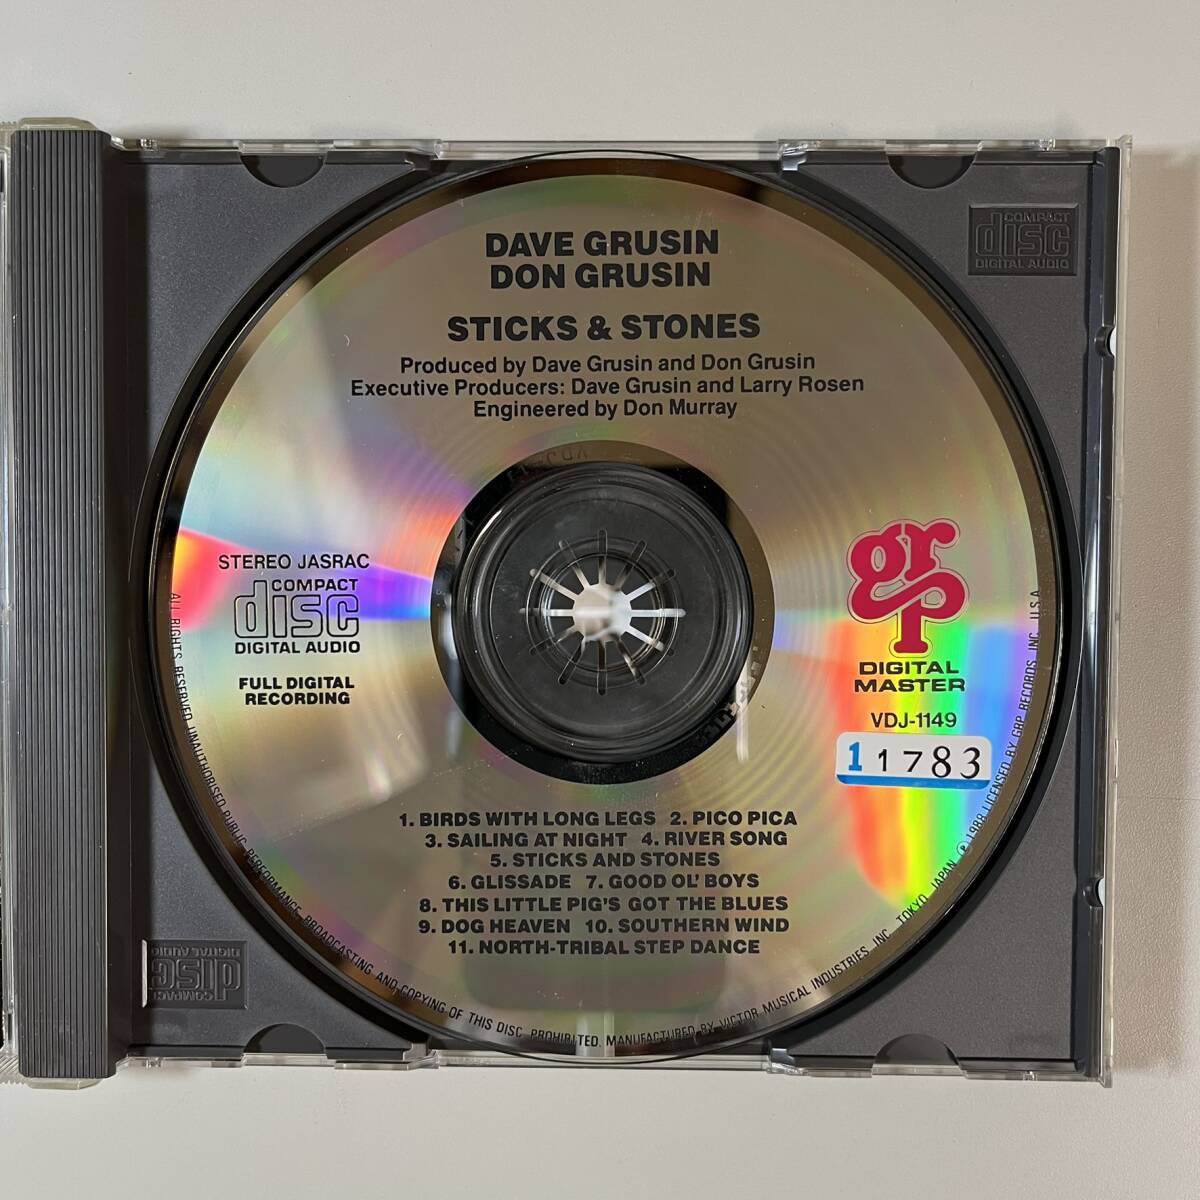 DAVE GRUSIN
DON GRUSIN
STICKS & STONES
Produced by Dave Grusin and Don Grusin
Executive Producers: Dave Grusin and Larry Rosen
Engineered by Don Murray
COMPACT
disc
DIGITAL AUDIO
STEREO JASRAC
COMPACT
disc
DIGITAL AUDIO
FULL DIGITAL
RECORDING
grp
DIGITAL
MASTER
VDJ-1149
11783
1. BIRDS WITH LONG LEGS 2. PICO PICA
3. SAILING AT NIGHT 4. RIVER SONG
5. STICKS AND STONES
6. GLISSADE 7. GOOD OL' BOYS
8. THIS LITTLE PIG'S GOT THE BLUES
9. DOG HEAVEN 10. SOUTHERN WIND
11. NORTH-TRIBAL STEP DANCE
ALL RIGHTS RESERVED. UNAUTHORISED PUBLIC PERFORMANCE, BROADCASTING AND COPYING OF THIS DISC PROHIBITED. MANUFACTURED BY VICTOR MUSICAL INDUSTRIES, INC. TOKYO, JAPAN ℗ 1988 LICENSED BY GRP RECORDS, INC. U.S.A.
COMPACT
disc
DIGITAL AUDIO